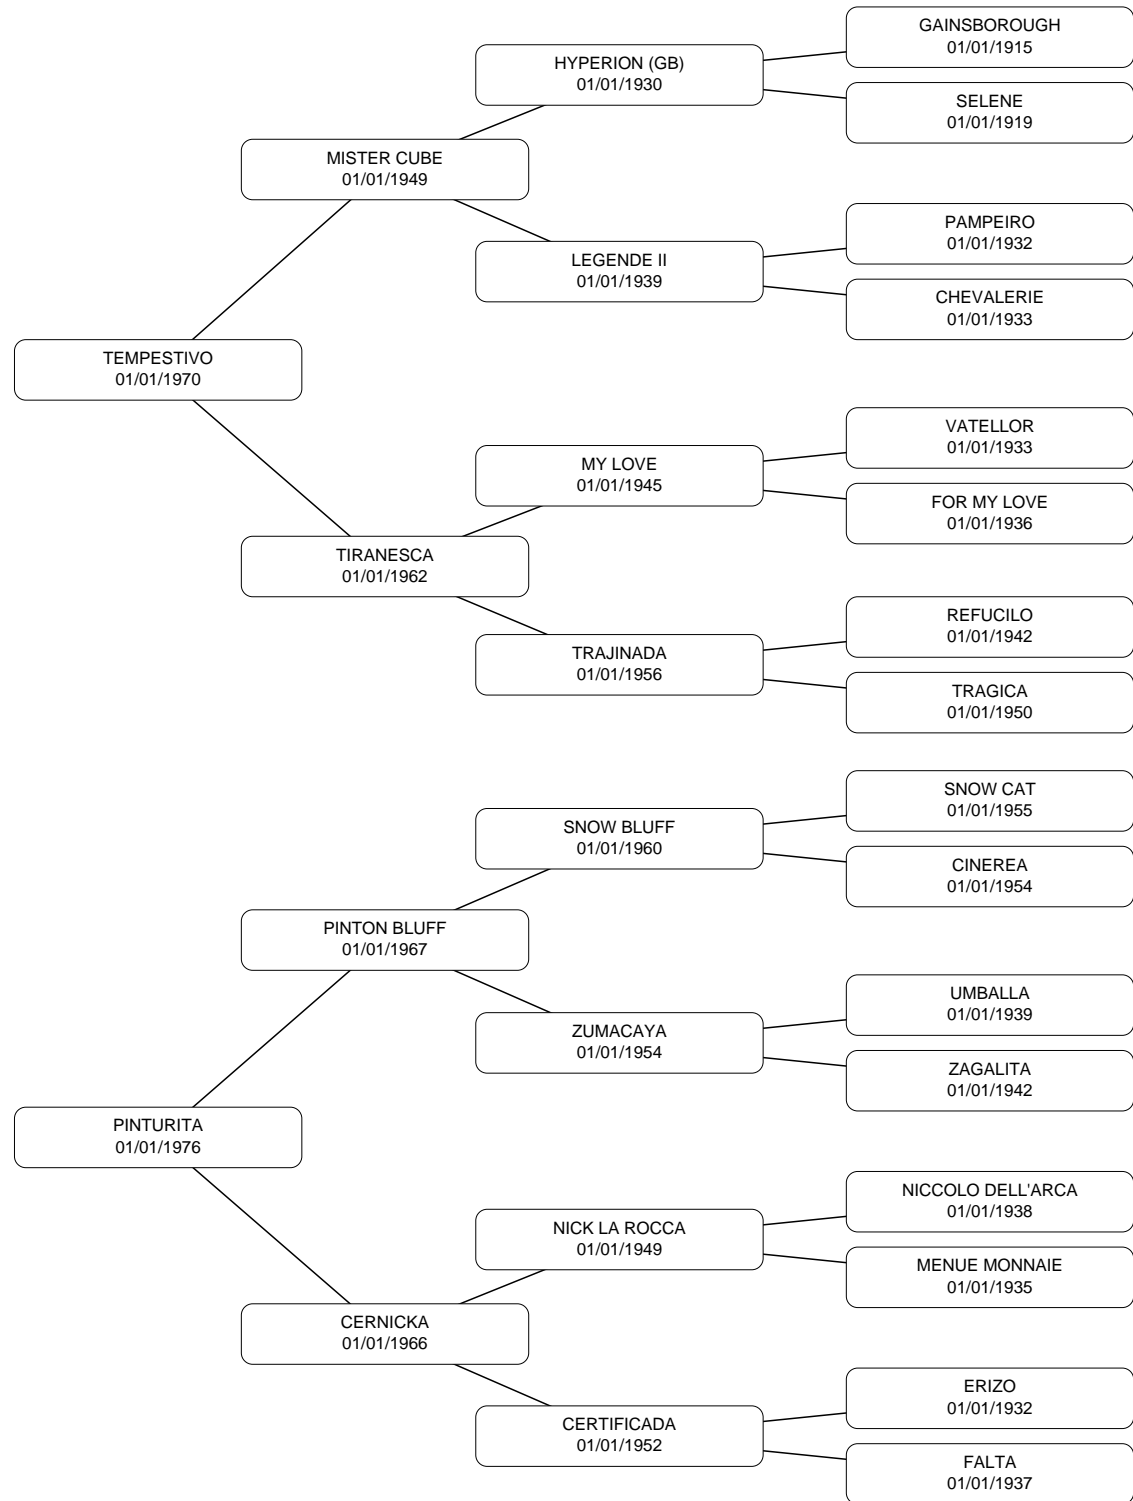 GAINSBOROUGH
01/01/1915
HYPERION (GB)
01/01/1930
SELENE
01/01/1919
MISTER CUBE
01/01/1949
PAMPEIRO
01/01/1932
LEGENDE II
01/01/1939
CHEVALERIE
01/01/1933
TEMPESTIVO
01/01/1970
VATELLOR
01/01/1933
MY LOVE
01/01/1945
FOR MY LOVE
01/01/1936
TIRANESCA
01/01/1962
REFUCILO
01/01/1942
TRAJINADA
01/01/1956
TRAGICA
01/01/1950
SNOW CAT
01/01/1955
SNOW BLUFF
01/01/1960
CINEREA
01/01/1954
PINTON BLUFF
01/01/1967
UMBALLA
01/01/1939
ZUMACAYA
01/01/1954
ZAGALITA
01/01/1942
PINTURITA
01/01/1976
NICCOLO DELL'ARCA
01/01/1938
NICK LA ROCCA
01/01/1949
MENUE MONNAIE
01/01/1935
CERNICKA
01/01/1966
ERIZO
01/01/1932
CERTIFICADA
01/01/1952
FALTA
01/01/1937